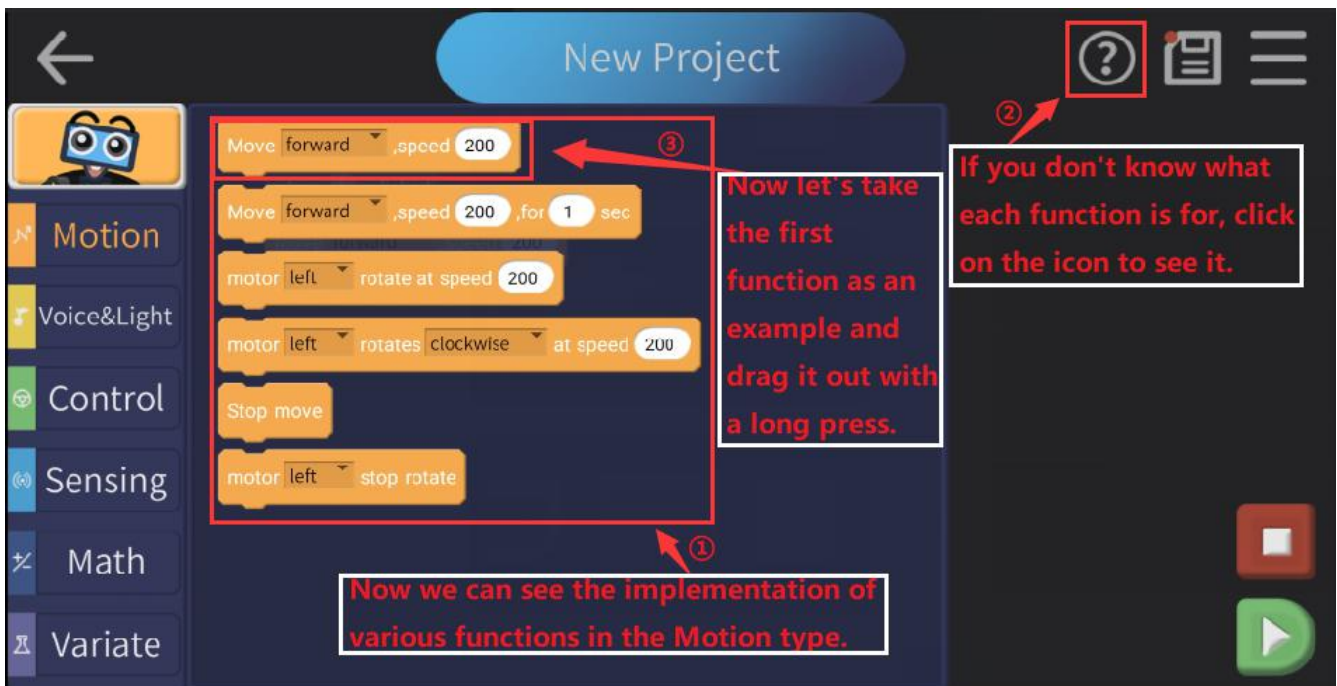 New Project
?
②
If you don't know what
each function is for, click
on the icon to see it.
Motion
Voice&Light
Control
Sensing
Math
Variate
Move forward ,speed 200
③
Move forward ,speed 200 ,for 1 sec
motor left rotate at speed 200
motor left rotates clockwise at speed 200
Stop move
motor left stop rotate
Now let's take
the first
function as an
example and
drag it out with
a long press.
①
Now we can see the implementation of
various functions in the Motion type.